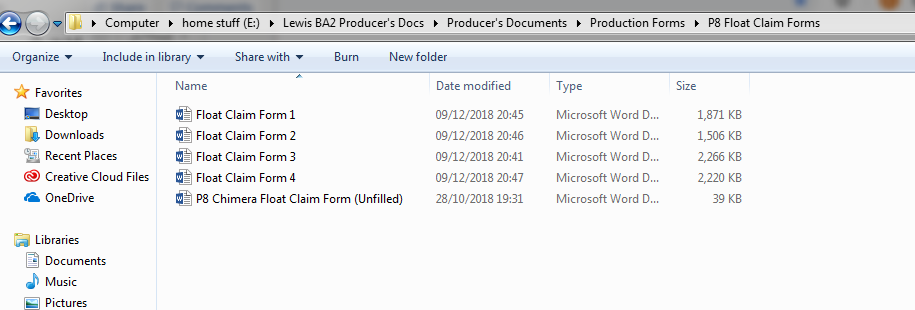 Computer ▸ home stuff (E:) ▸ Lewis BA2 Producer's Docs ▸ Producer's Documents ▸ Production Forms ▸ P8 Float Claim Forms
Organize Include in library Share with Burn New folder
Name Date modified Type Size
Favorites
Desktop
Downloads
Recent Places
Creative Cloud Files
OneDrive
Libraries
Documents
Music
Pictures
Float Claim Form 1 09/12/2018 20:45 Microsoft Word D... 1,871 KB
Float Claim Form 2 09/12/2018 20:46 Microsoft Word D... 1,506 KB
Float Claim Form 3 09/12/2018 20:41 Microsoft Word D... 2,266 KB
Float Claim Form 4 09/12/2018 20:47 Microsoft Word D... 2,220 KB
P8 Chimera Float Claim Form (Unfilled) 28/10/2018 19:31 Microsoft Word D... 39 KB